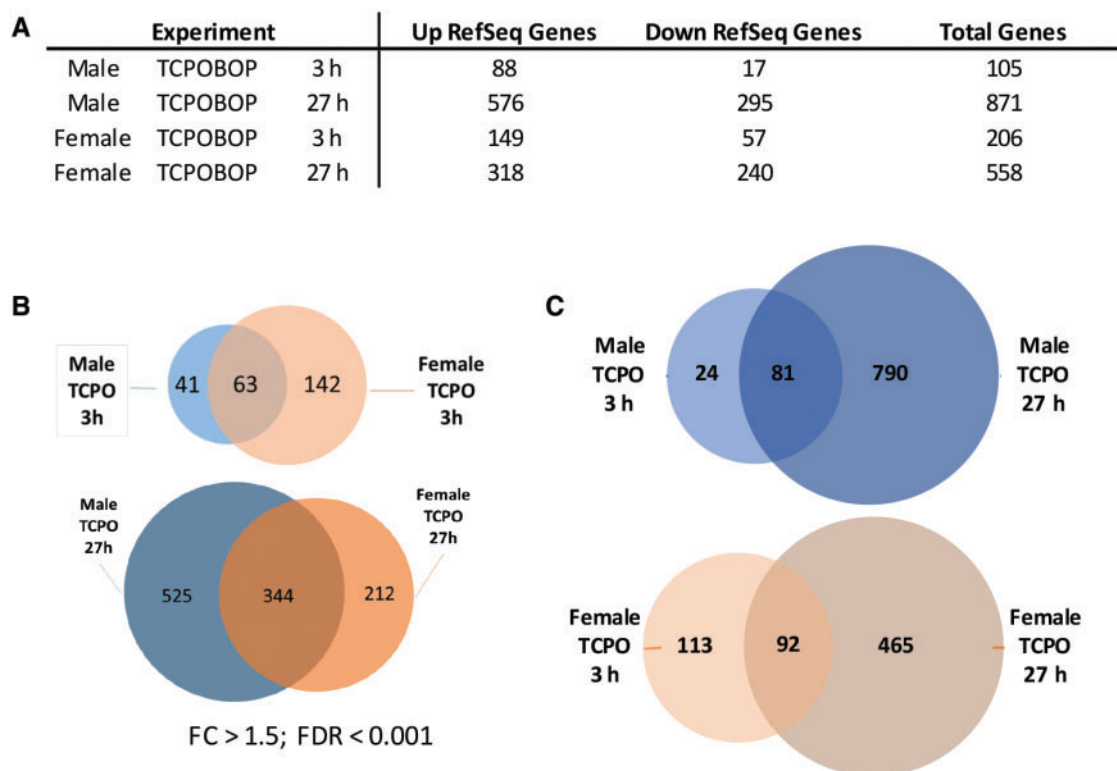 A
Experiment Up RefSeq Genes Down RefSeq Genes Total Genes
Male TCPOBOP 3 h 88 17 105
Male TCPOBOP 27 h 576 295 871
Female TCPOBOP 3 h 149 57 206
Female TCPOBOP 27 h 318 240 558
B
Male
TCPO
3h
41 63 142
Female
TCPO
3h
Male
TCPO
27h
525 344 212
Female
TCPO
27h
FC > 1.5; FDR < 0.001
C
Male
TCPO
3 h
24 81 790
Male
TCPO
27 h
Female
TCPO
3 h
113 92 465
Female
TCPO
27 h